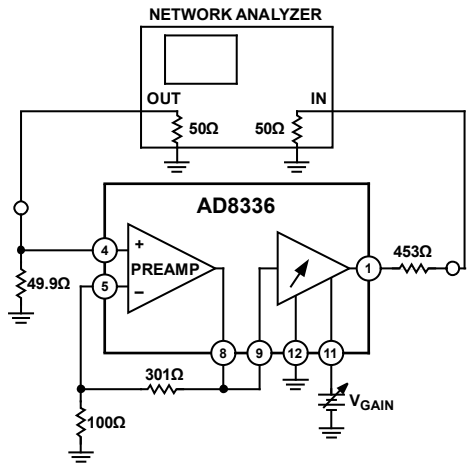 NETWORK ANALYZER
OUT
IN
50Ω
50Ω
AD8336
4
+
PREAMP
5
–
49.9Ω
1
453Ω
8
9
12
11
301Ω
100Ω
VGAIN